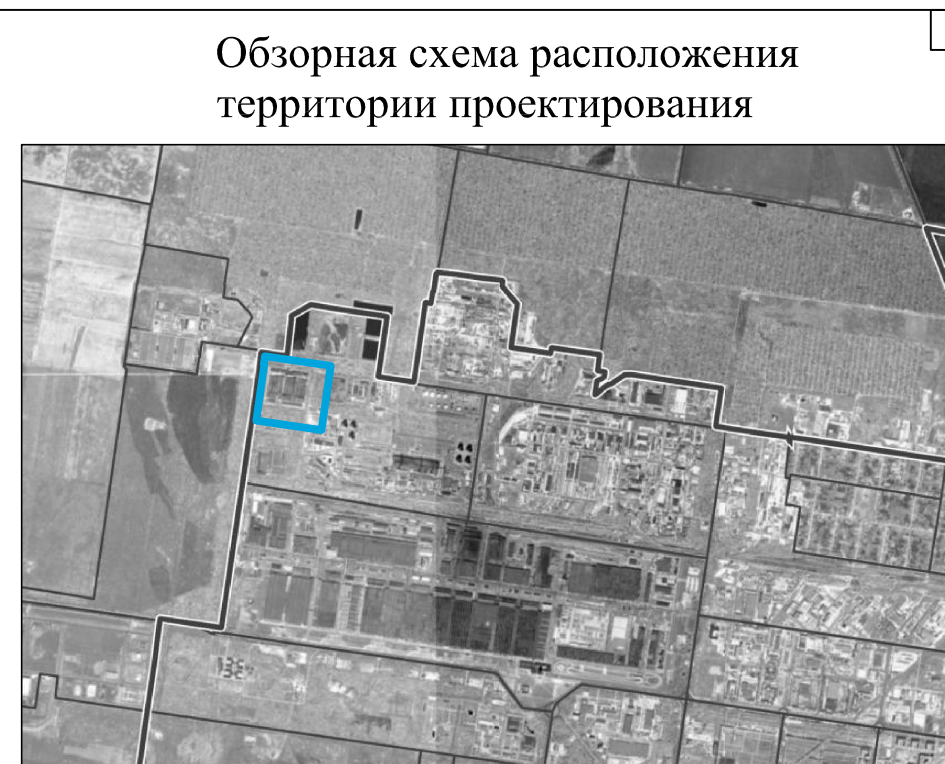 Обзорная схема расположения
территории проектирования